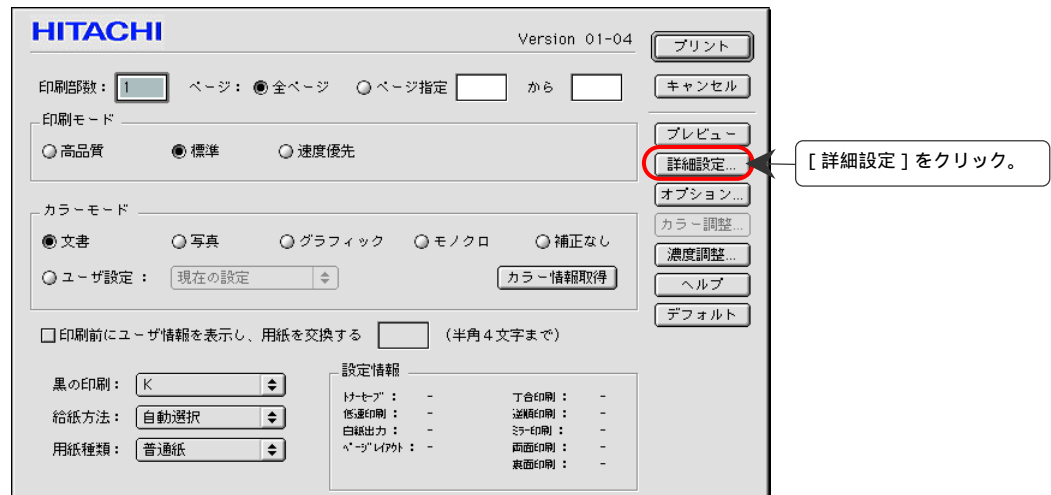 HITACHI
Version 01-04
プリント
印刷部数： 1 ページ： 全ページ ページ指定 から
キャンセル
印刷モード
高品質 標準 速度優先
プレビュー
詳細設定...
[ 詳細設定 ] をクリック。
オプション...
カラーモード
カラー調整...
文書 写真 グラフィック モノクロ 補正なし
濃度調整...
ユーザ設定： 現在の設定 カラー情報取得
ヘルプ
デフォルト
印刷前にユーザ情報を表示し、用紙を交換する （半角４文字まで）
設定情報
黒の印刷： K
給紙方法： 自動選択
用紙種類： 普通紙
ﾄﾅｰｾｰﾌﾞ： - 丁合印刷： -
低速印刷： - 逆順印刷： -
白紙出力： - ﾐﾗｰ印刷： -
ﾍﾟｰｼﾞﾚｲｱｳﾄ： - 両面印刷： -
裏面印刷： -